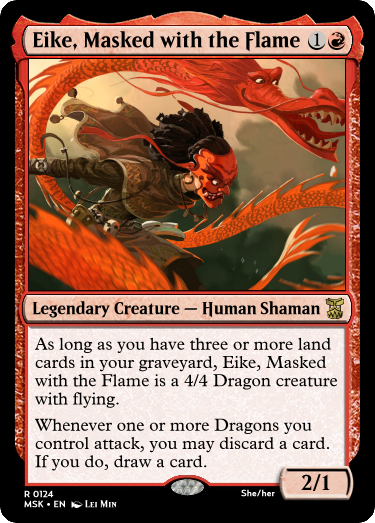 Eike, Masked with the Flame 1
Legendary Creature — Human Shaman
As long as you have three or more land
cards in your graveyard, Eike, Masked
with the Flame is a 4/4 Dragon creature
with flying.
Whenever one or more Dragons you
control attack, you may discard a card.
If you do, draw a card.
2/1
R 0124
She/her
MSK • EN Lei Min